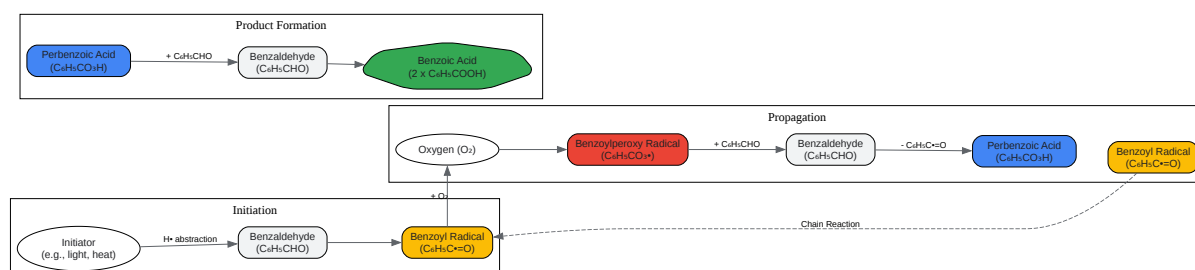 Product Formation
Perbenzoic Acid
(C₆H₅CO₃H)
+ C₆H₅CHO
Benzaldehyde
(C₆H₅CHO)
Benzoic Acid
(2 x C₆H₅COOH)
Propagation
Oxygen (O₂)
Benzoylperoxy Radical
(C₆H₅CO₃•)
+ C₆H₅CHO
Benzaldehyde
(C₆H₅CHO)
- C₆H₅C•=O
Perbenzoic Acid
(C₆H₅CO₃H)
Benzoyl Radical
(C₆H₅C•=O)
+ O₂
Initiation
Initiator
(e.g., light, heat)
H• abstraction
Benzaldehyde
(C₆H₅CHO)
Benzoyl Radical
(C₆H₅C•=O)
Chain Reaction